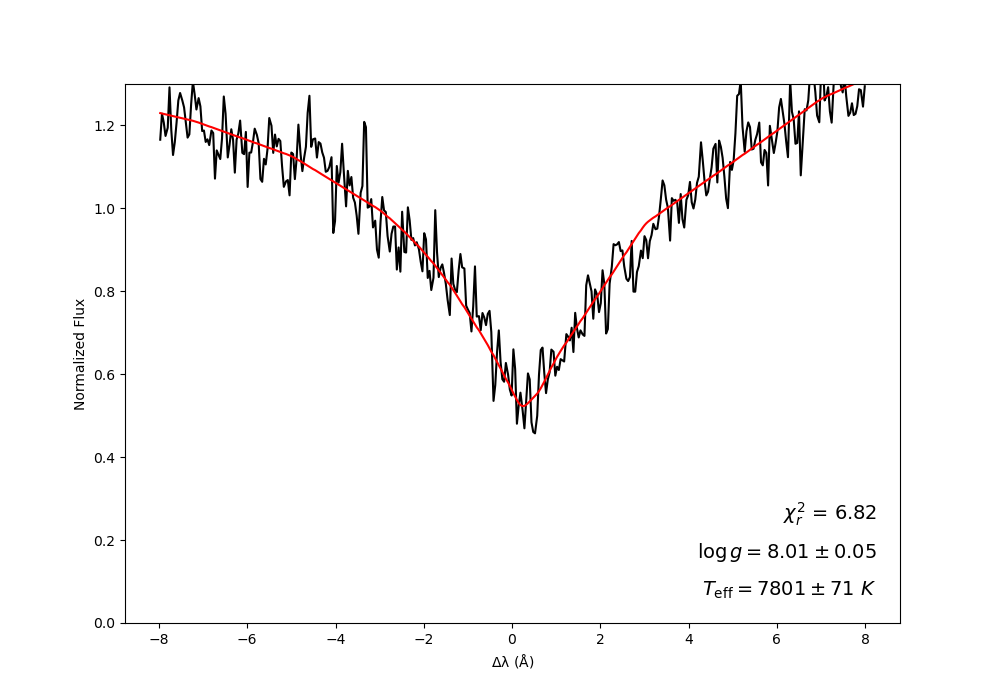 1.2
1.0
0.8
0.6
0.4
0.2
0.0
Normalized Flux
χ²ᵣ = 6.82
log g = 8.01 ± 0.05
T_eff = 7801 ± 71 K
−8 −6 −4 −2 0 2 4 6 8
Δλ (Å)